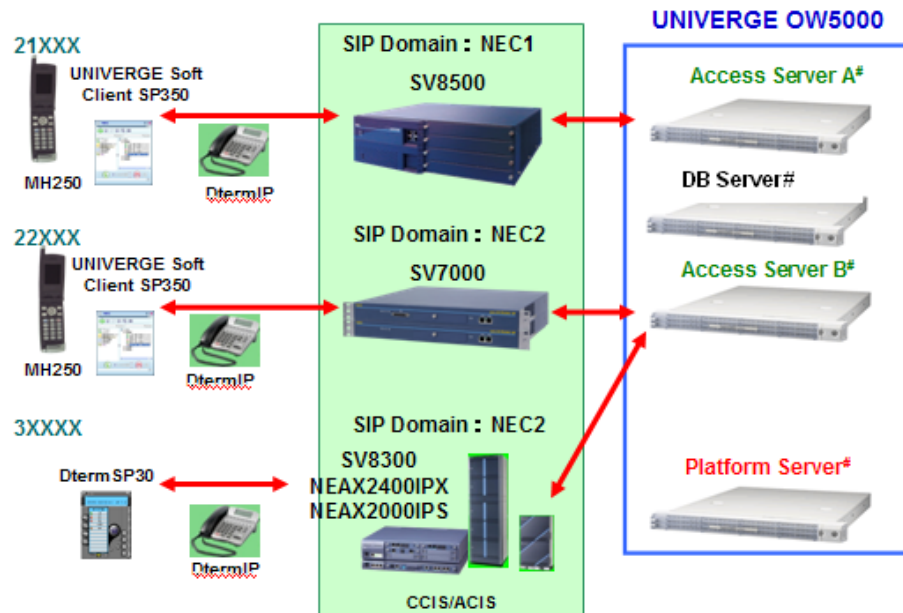 UNIVERGE OW5000
21XXX
UNIVERGE Soft
Client SP350
MH250
DtermIP
SIP Domain : NEC1
SV8500
Access Server A#
DB Server#
22XXX
UNIVERGE Soft
Client SP350
MH250
DtermIP
SIP Domain : NEC2
SV7000
Access Server B#
3XXXX
Dterm SP30
DtermIP
SIP Domain : NEC2
SV8300
NEAX2400IPX
NEAX2000IPS
CCIS/ACIS
Platform Server#